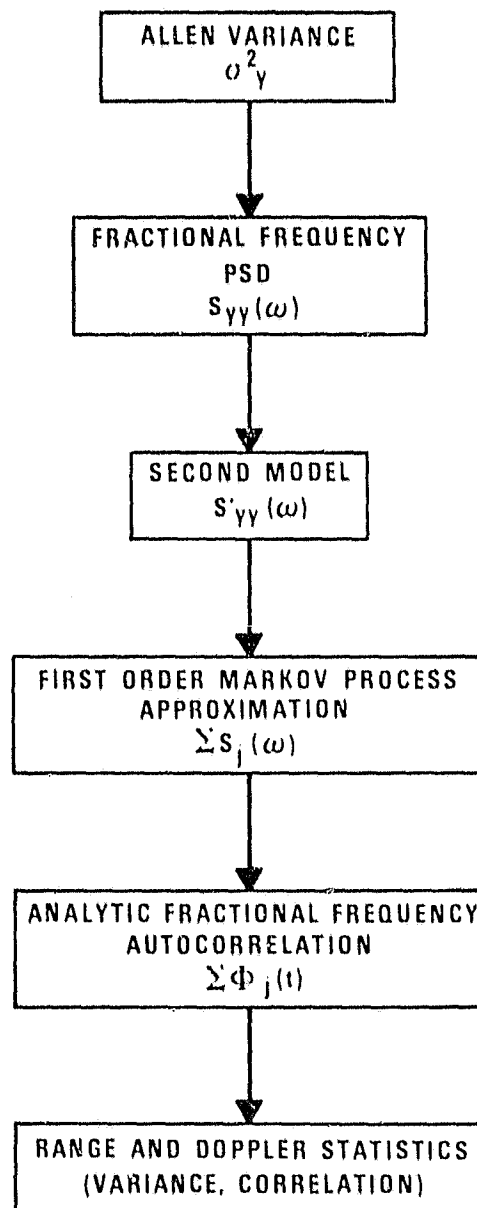 ALLEN VARIANCE
σ²y
FRACTIONAL FREQUENCY
PSD
Syy(ω)
SECOND MODEL
S'yy(ω)
FIRST ORDER MARKOV PROCESS
APPROXIMATION
ΣSj(ω)
ANALYTIC FRACTIONAL FREQUENCY
AUTOCORRELATION
ΣΦj(t)
RANGE AND DOPPLER STATISTICS
(VARIANCE, CORRELATION)